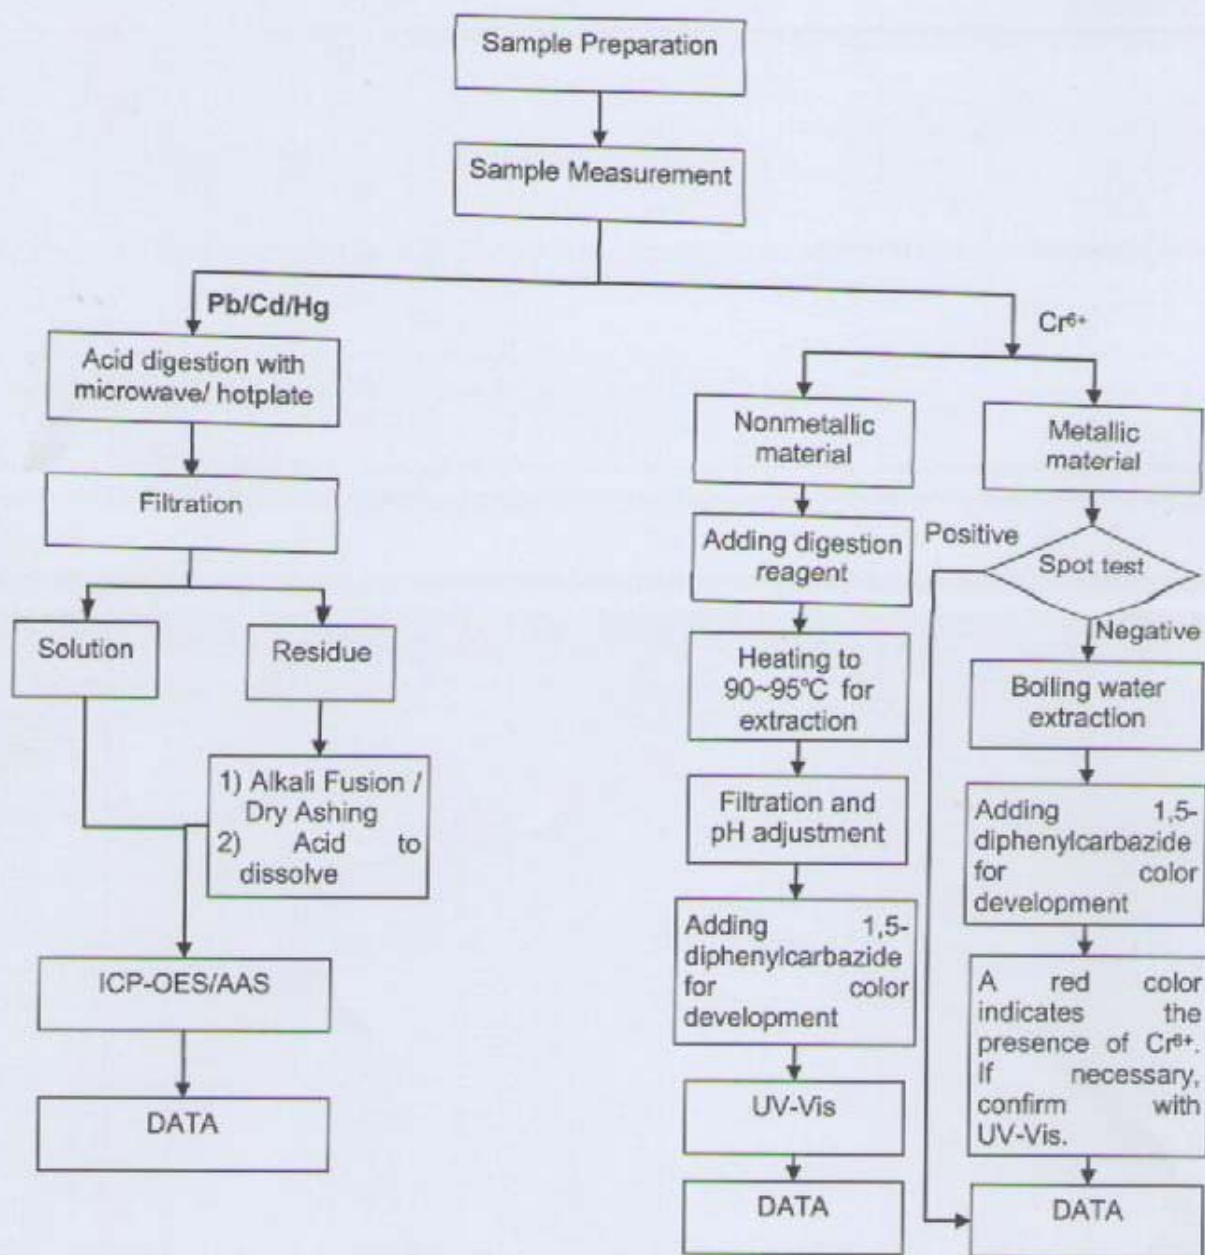 Sample Preparation
Sample Measurement
Pb/Cd/Hg
Acid digestion with
microwave/ hotplate
Filtration
Solution
Residue
1) Alkali Fusion /
Dry Ashing
2) Acid to
dissolve
ICP-OES/AAS
DATA
Cr⁶⁺
Nonmetallic
material
Adding digestion
reagent
Heating to
90~95°C for
extraction
Filtration and
pH adjustment
Adding 1,5-
diphenylcarbazide
for color
development
UV-Vis
DATA
Metallic
material
Positive
Spot test
Negative
Boiling water
extraction
Adding 1,5-
diphenylcarbazide
for color
development
A red color
indicates the
presence of Cr⁶⁺.
If necessary,
confirm with
UV-Vis.
DATA